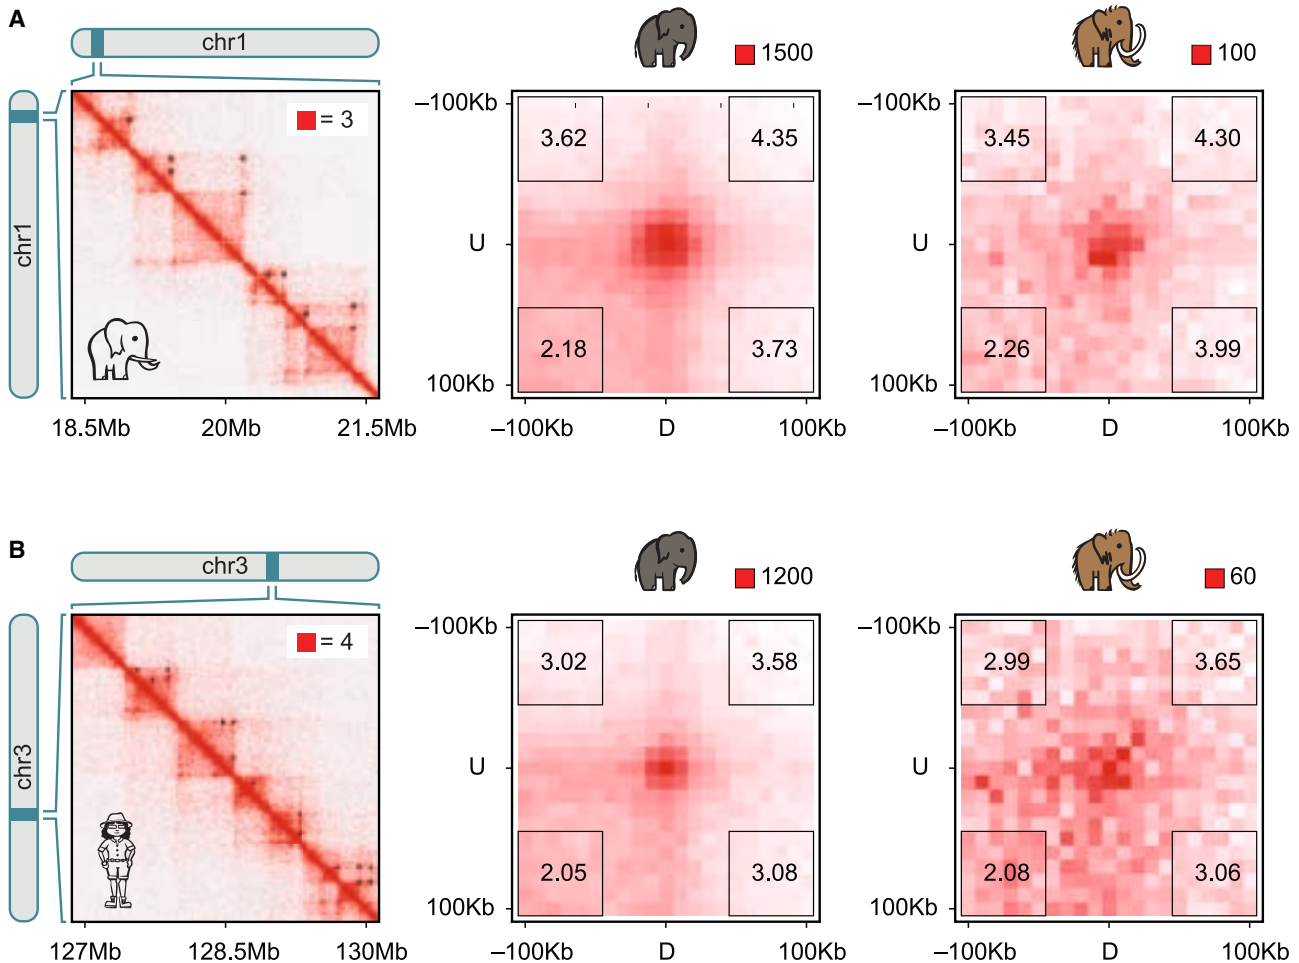 A
chr1
chr1
= 3
18.5Mb
20Mb
21.5Mb
1500
–100Kb
U
100Kb
3.62
4.35
2.18
3.73
–100Kb
D
100Kb
100
–100Kb
U
100Kb
3.45
4.30
2.26
3.99
–100Kb
D
100Kb
B
chr3
chr3
= 4
127Mb
128.5Mb
130Mb
1200
–100Kb
U
100Kb
3.02
3.58
2.05
3.08
–100Kb
D
100Kb
60
–100Kb
U
100Kb
2.99
3.65
2.08
3.06
–100Kb
D
100Kb